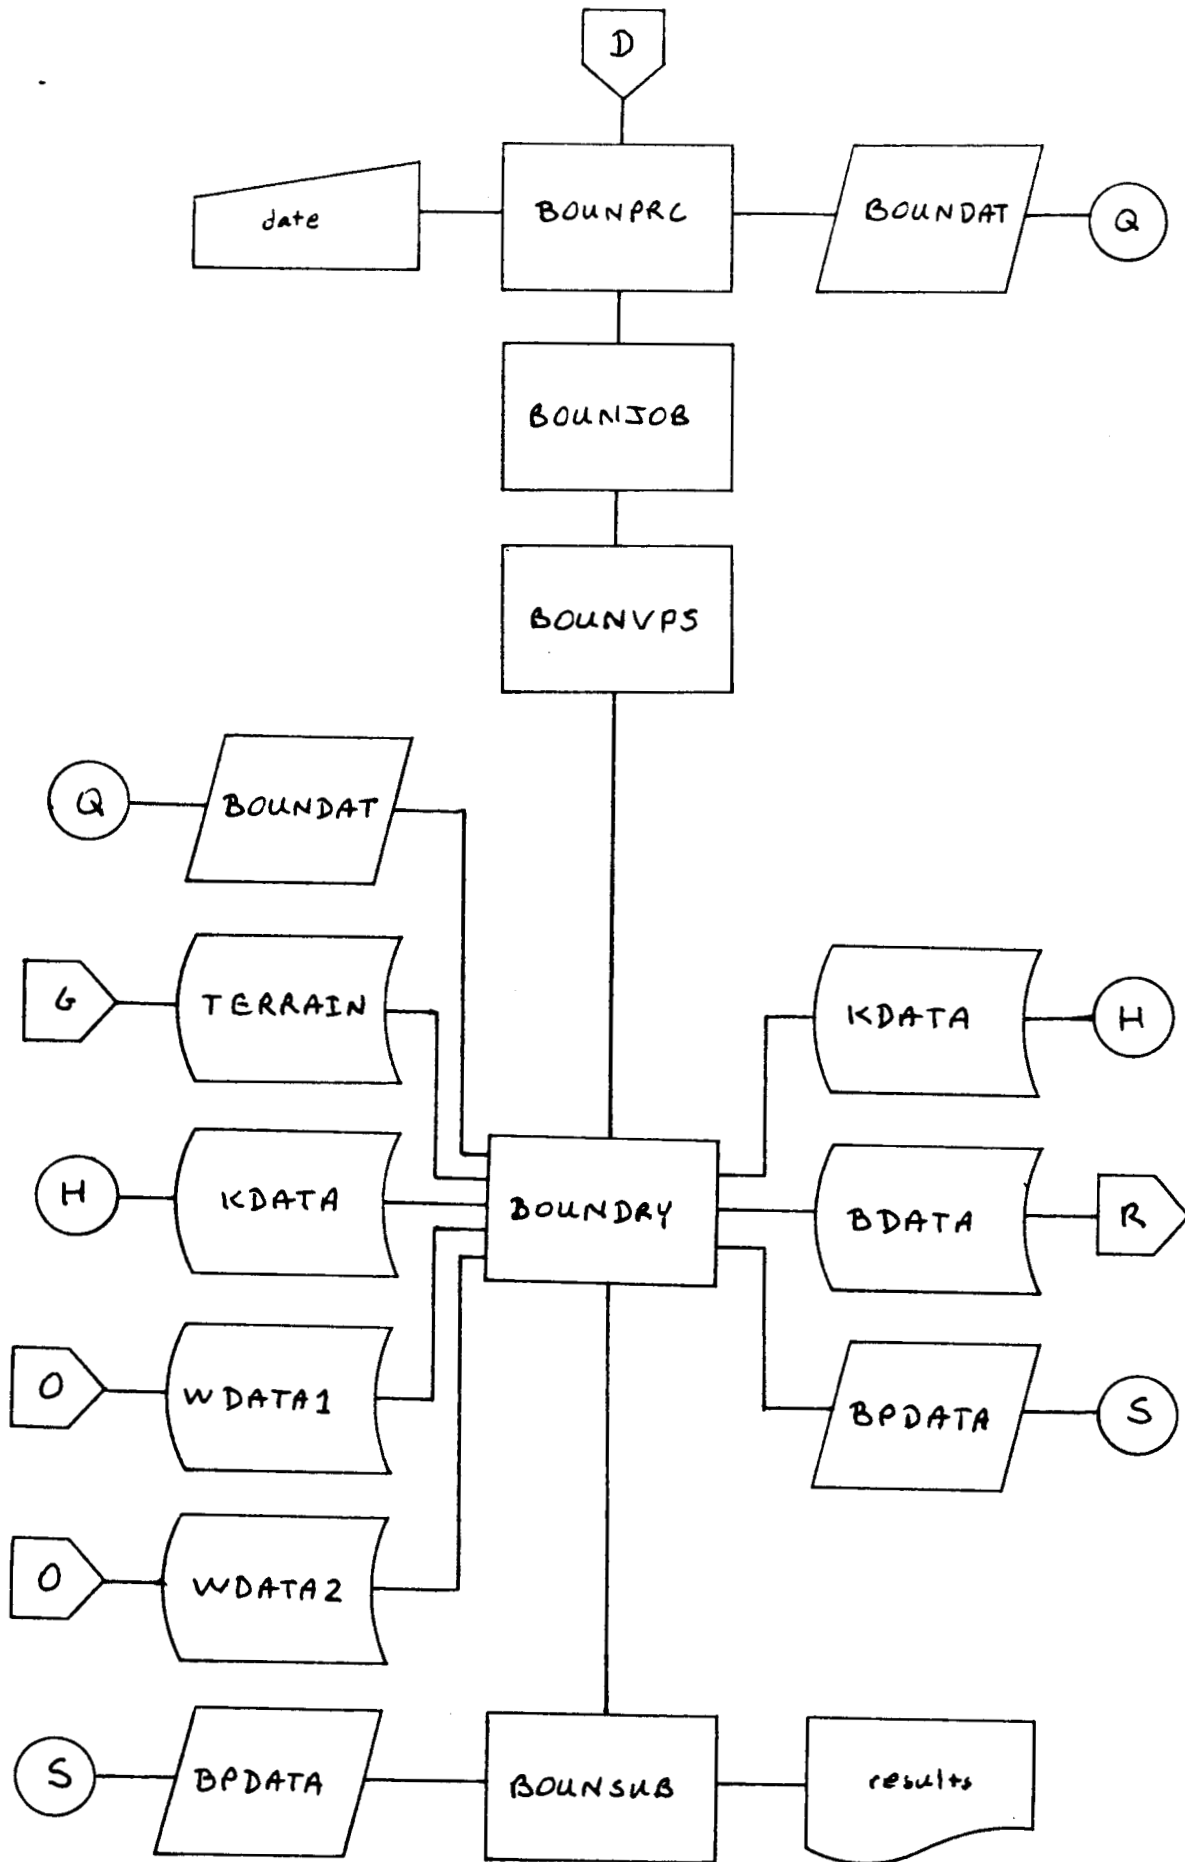 D
date
BOUNPRC
BOUNDAT
Q
BOUNJOB
BOUNVPS
Q
BOUNDAT
G
TERRAIN
KDATA
H
H
KDATA
BOUNDRY
BDATA
R
O
WDATA1
BPDATA
S
O
WDATA2
S
BPDATA
BOUNSUB
results